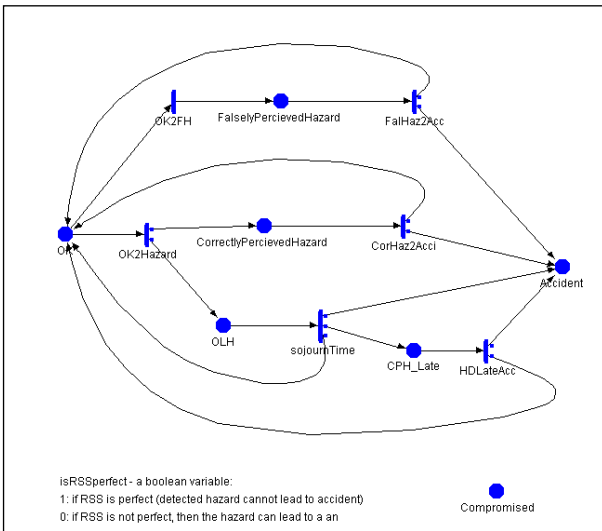 OK2FH
FalselyPercievedHazard
FalHaz2Acc
OK
OK2Hazard
CorrectlyPercievedHazard
CorHaz2Acci
Accident
OLH
sojournTime
CPH_Late
HDLateAcc
isRSSperfect - a boolean variable:
1: if RSS is perfect (detected hazard cannot lead to accident)
0: if RSS is not perfect, then the hazard can lead to a an
Compromised